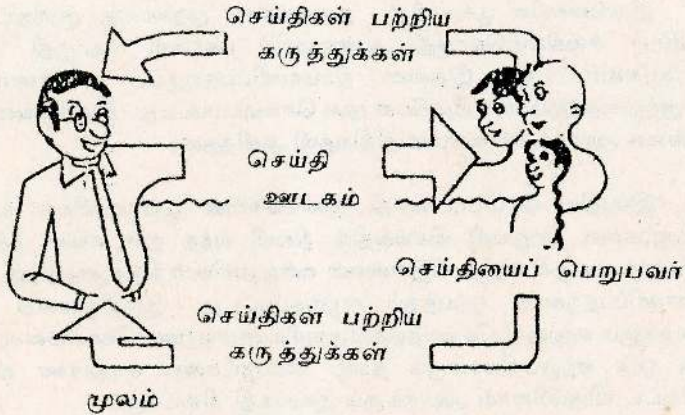 செய்திகள் பற்றிய
கருத்துக்கள்
செய்தி
ஊடகம்
செய்தியைப் பெறுபவர்
செய்திகள் பற்றிய
கருத்துக்கள்
மூலம்